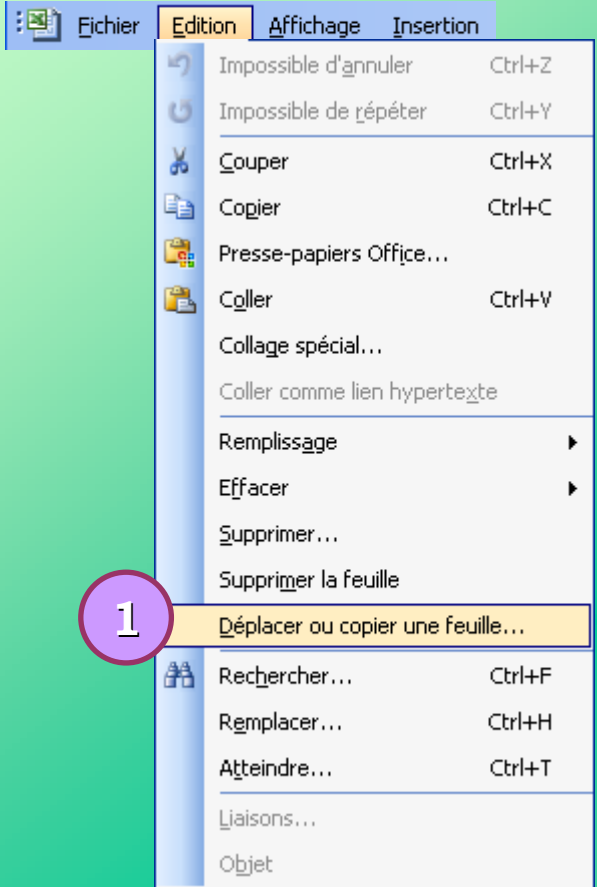 Fichier Edition Affichage Insertion
Impossible d'annuler Ctrl+Z
Impossible de répéter Ctrl+Y
Couper Ctrl+X
Copier Ctrl+C
Presse-papiers Office...
Coller Ctrl+V
Collage spécial...
Coller comme lien hypertexte
Remplissage
Effacer
Supprimer...
Supprimer la feuille
1 Déplacer ou copier une feuille...
Rechercher... Ctrl+F
Remplacer... Ctrl+H
Atteindre... Ctrl+T
Liaisons...
Objet